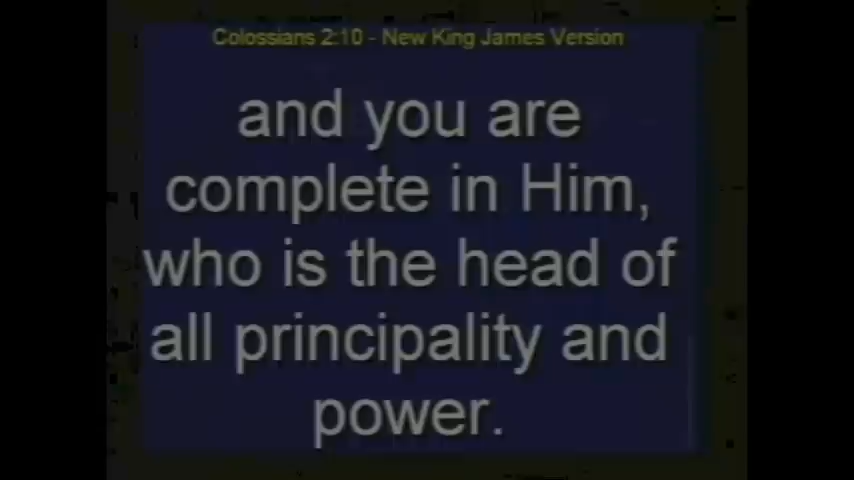 Colossians 2:10 - New King James Version
and you are
complete in Him,
who is the head of
all principality and
power.